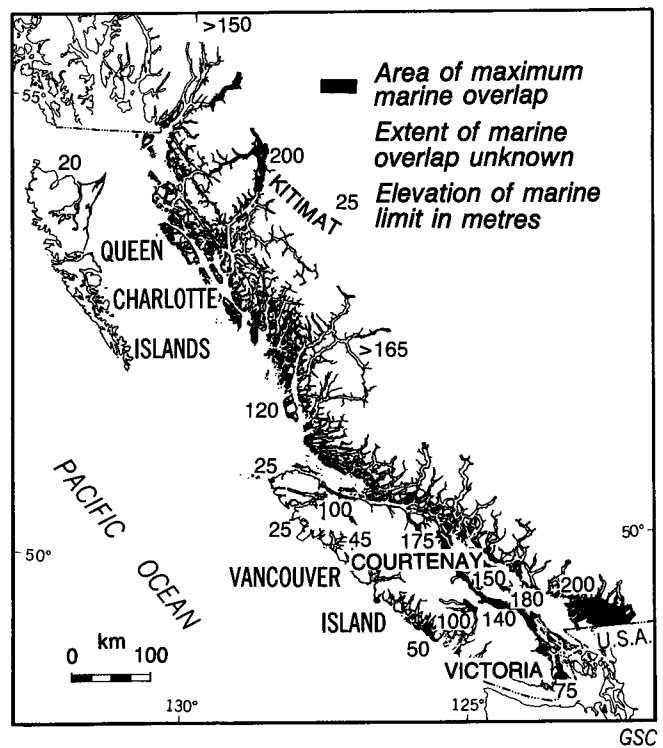 >150
55°
Area of maximum
marine overlap
Extent of marine
overlap unknown
25 Elevation of marine
limit in metres
20
200
KITIMAT
QUEEN
CHARLOTTE
ISLANDS
>165
120
25
100
25
45
175
50°
50°
COURTENAY
PACIFIC OCEAN
VANCOUVER
ISLAND
150
180
200
140
100
50
U.S.A.
VICTORIA
75
km
0 100
130°
125°
GSC